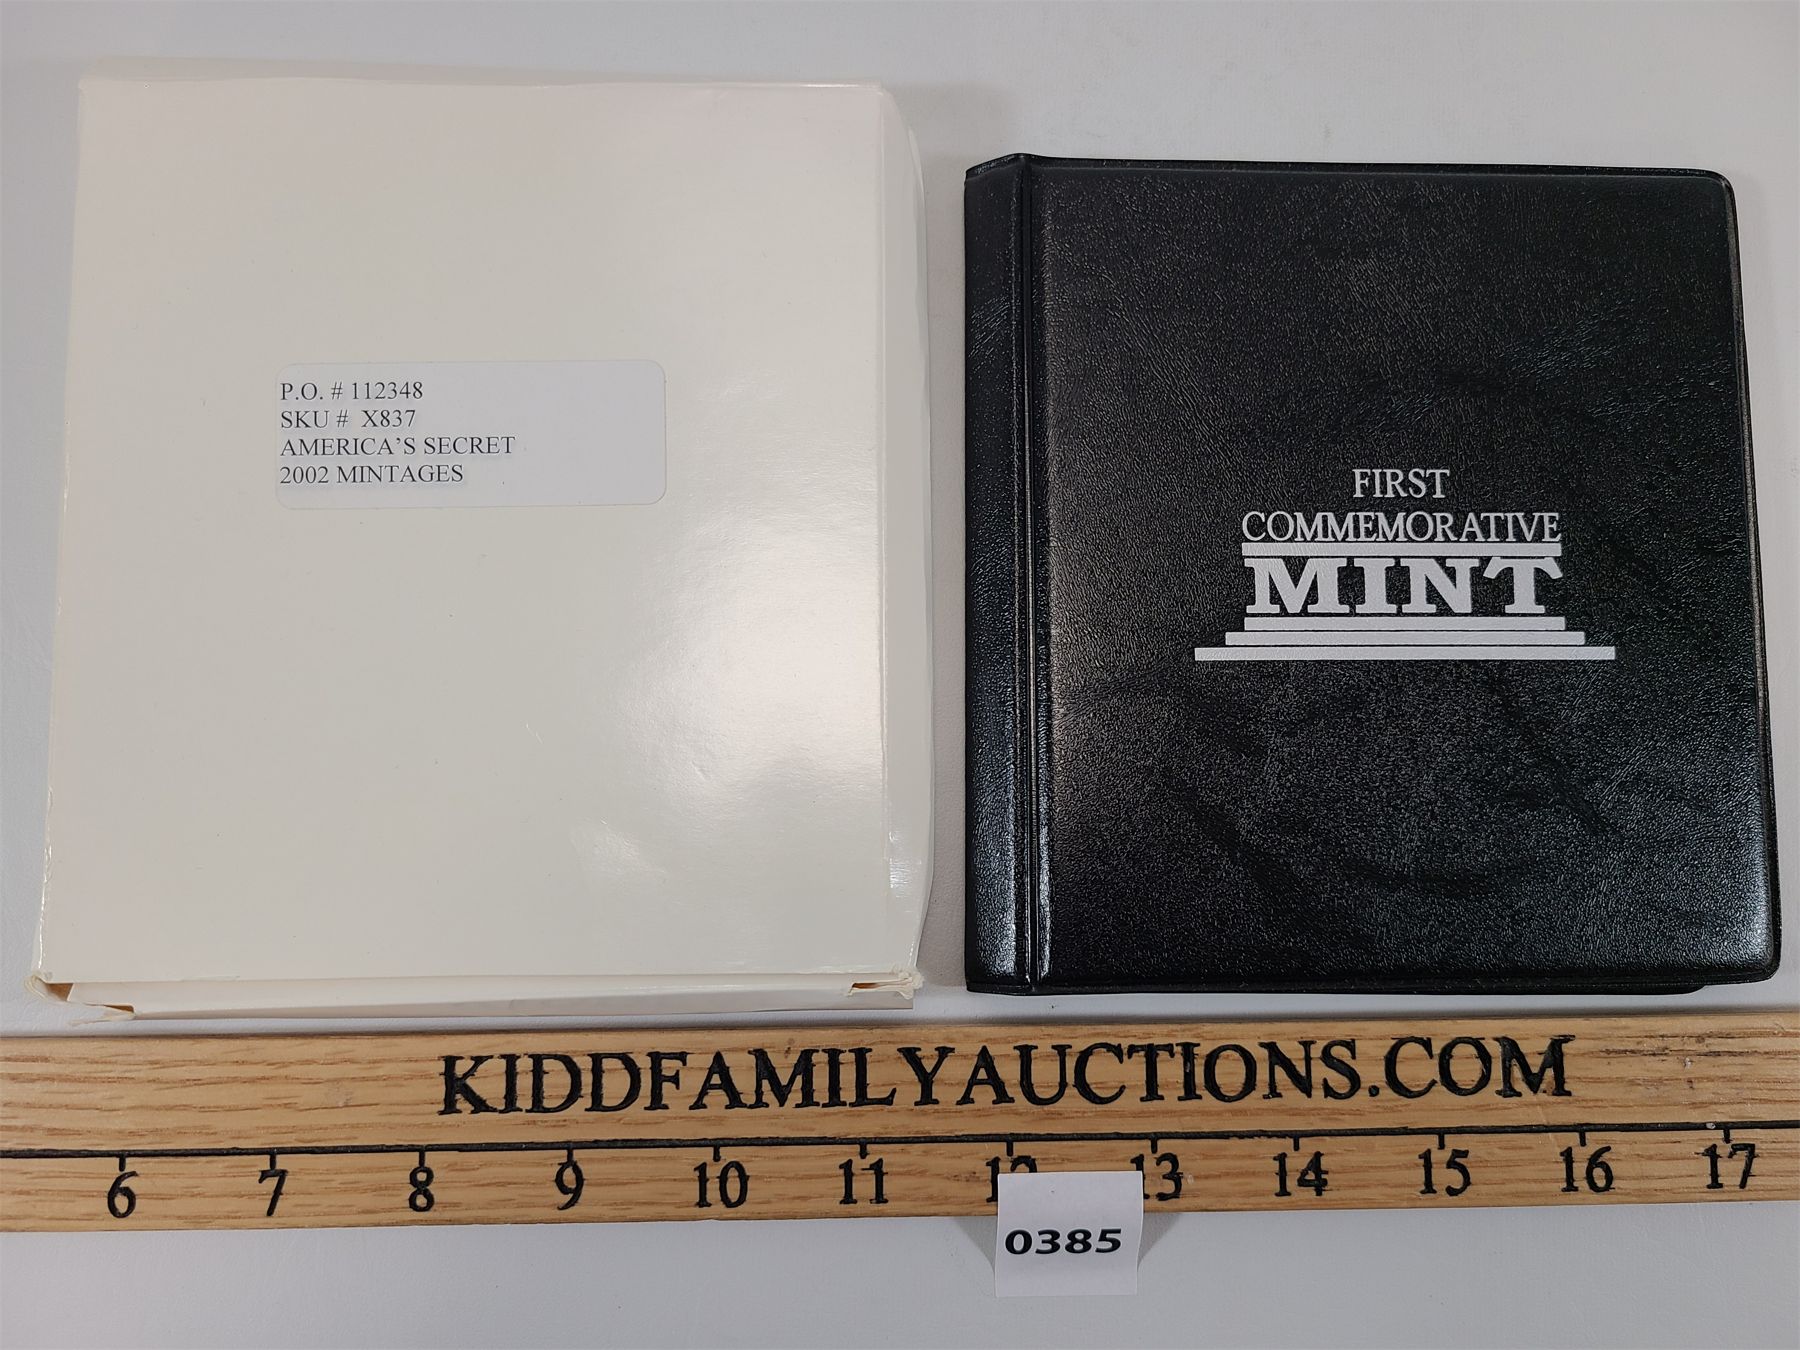 P.O. # 112348
SKU # X837
AMERICA'S SECRET
2002 MINTAGES
FIRST
COMMEMORATIVE
MINT
KIDDFAMILYAUCTIONS.COM
6 7 8 9 10 11 12 13 14 15 16 17
0385